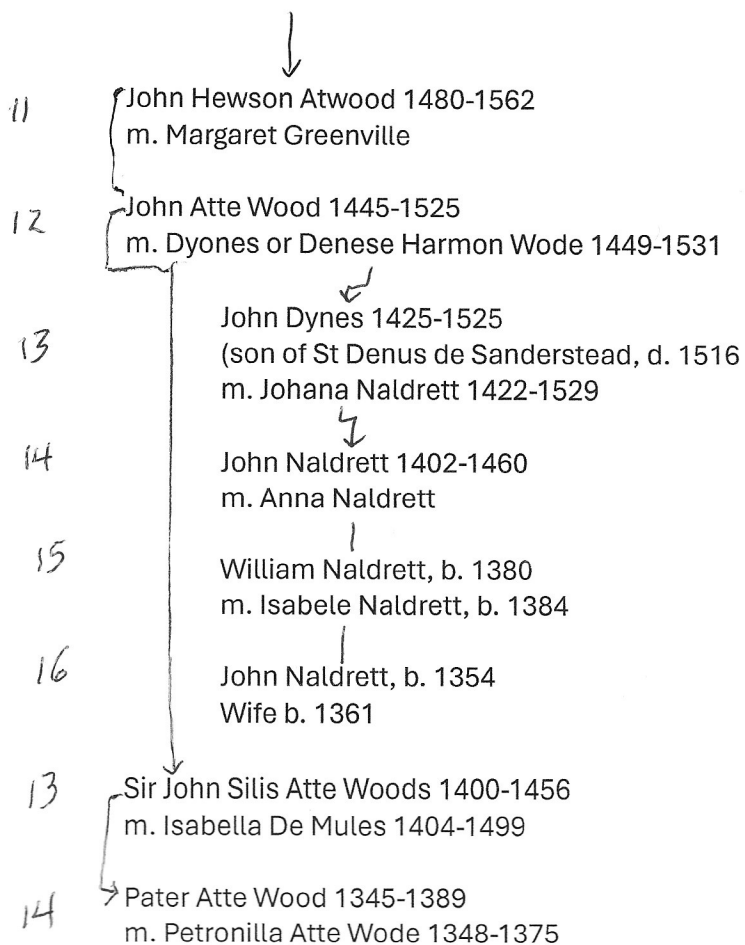 11 John Hewson Atwood 1480-1562
m. Margaret Greenville
12 John Atte Wood 1445-1525
m. Dyones or Denese Harmon Wode 1449-1531
13 John Dynes 1425-1525
(son of St Denus de Sanderstead, d. 1516
m. Johana Naldrett 1422-1529
14 John Naldrett 1402-1460
m. Anna Naldrett
15 William Naldrett, b. 1380
m. Isabele Naldrett, b. 1384
16 John Naldrett, b. 1354
Wife b. 1361
13 Sir John Silis Atte Woods 1400-1456
m. Isabella De Mules 1404-1499
14 Pater Atte Wood 1345-1389
m. Petronilla Atte Wode 1348-1375